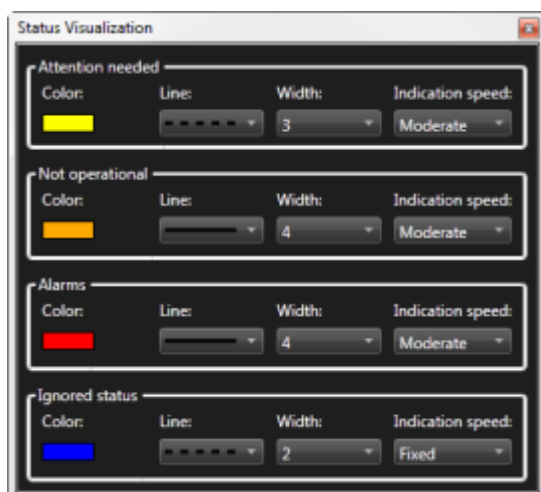 Status Visualization
Attention needed
Color: Line: Width: Indication speed:
3 Moderate
Not operational
Color: Line: Width: Indication speed:
4 Moderate
Alarms
Color: Line: Width: Indication speed:
4 Moderate
Ignored status
Color: Line: Width: Indication speed:
2 Fixed